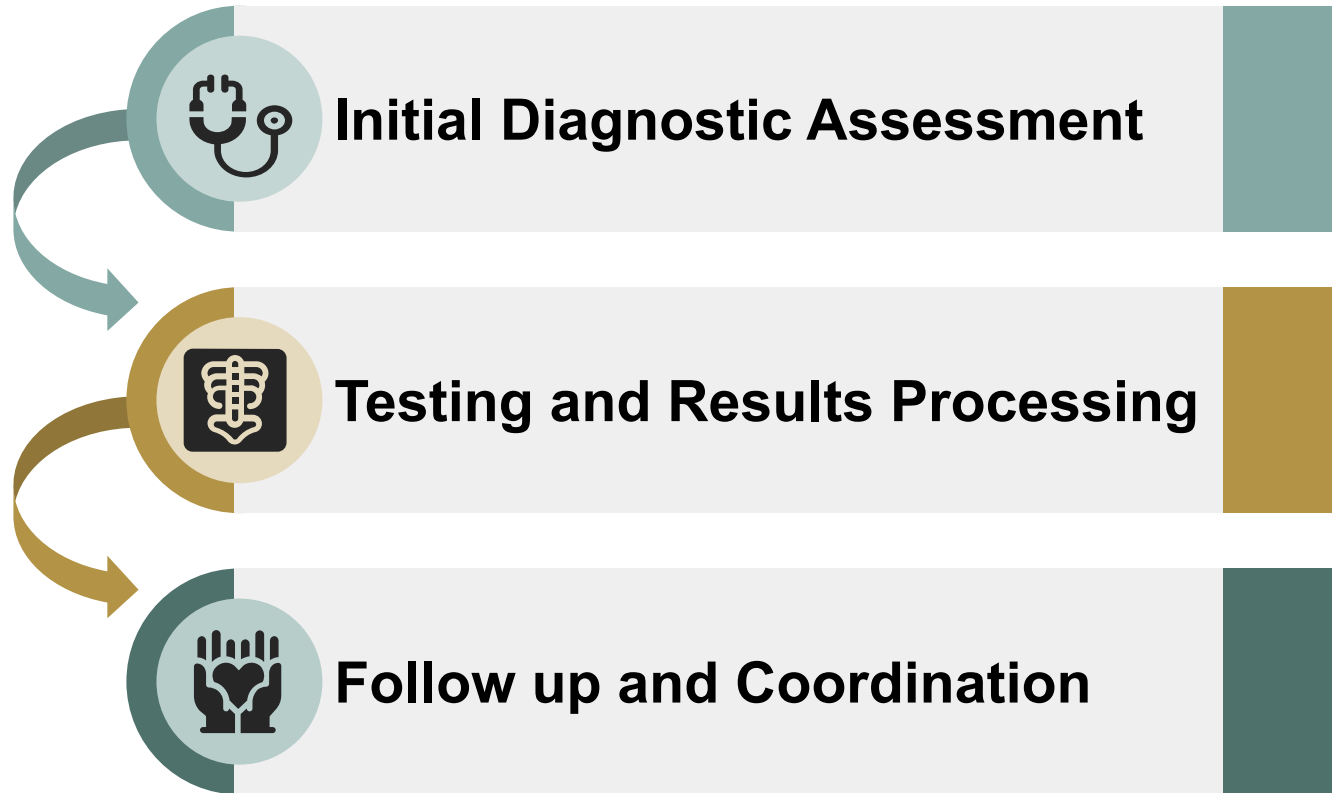 Initial Diagnostic Assessment
Testing and Results Processing
Follow up and Coordination